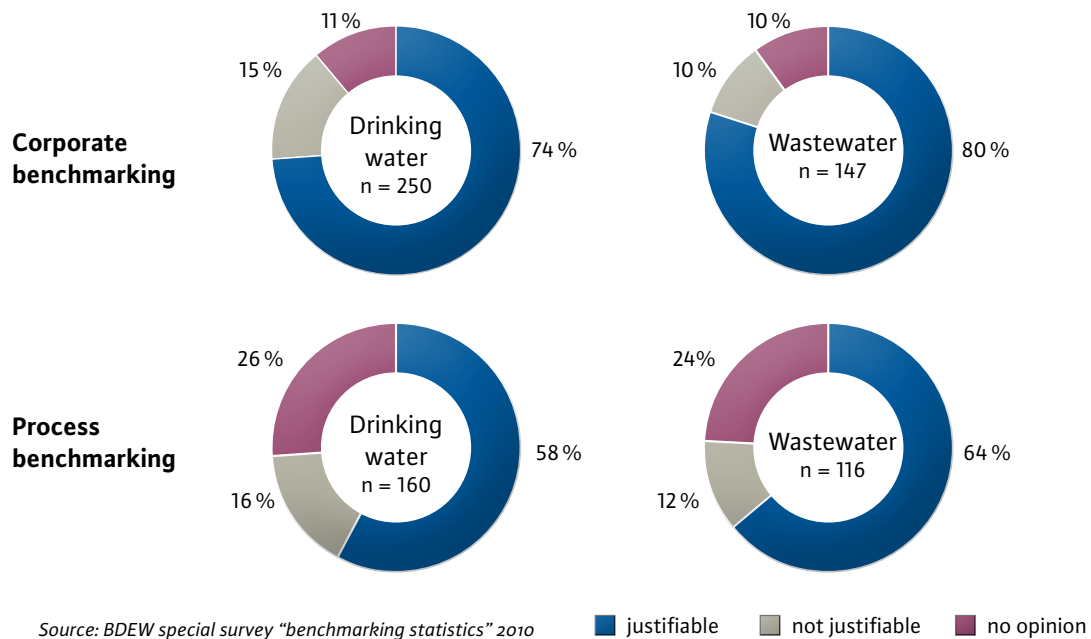 11 %
15 %
Drinking
water
n = 250
74 %
10 %
10 %
Wastewater
n = 147
80 %
Corporate
benchmarking
26 %
Drinking
water
n = 160
58 %
16 %
24%
Wastewater
n = 116
64 %
12 %
Process
benchmarking
Source: BDEW special survey “benchmarking statistics” 2010
justifiable
not justifiable
no opinion